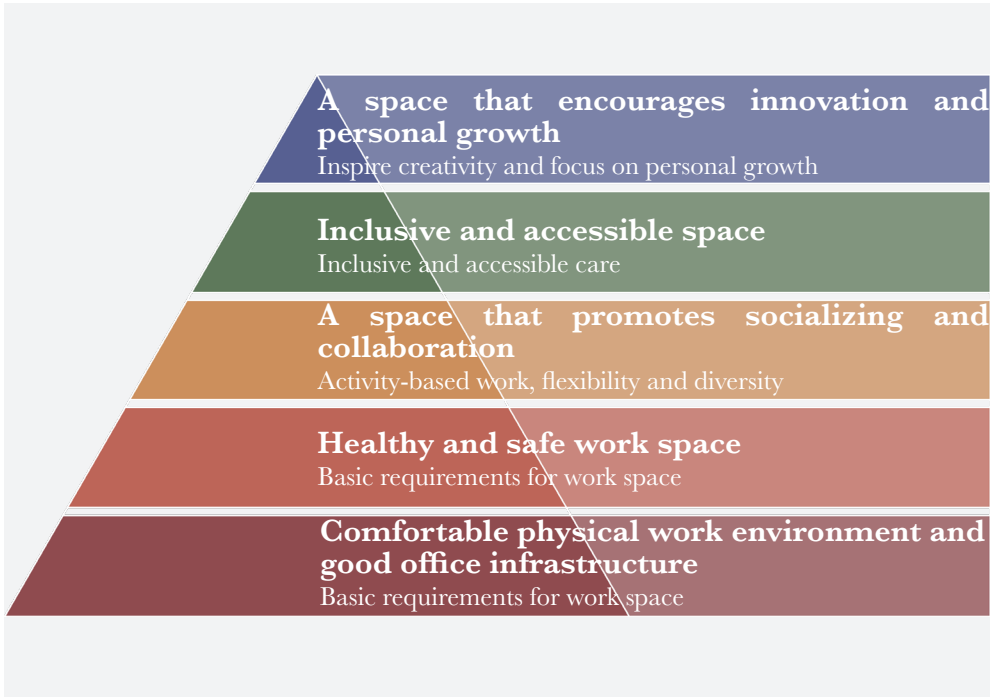 A space that encourages innovation and
personal growth
Inspire creativity and focus on personal growth
Inclusive and accessible space
Inclusive and accessible care
A space that promotes socializing and
collaboration
Activity-based work, flexibility and diversity
Healthy and safe work space
Basic requirements for work space
Comfortable physical work environment and
good office infrastructure
Basic requirements for work space